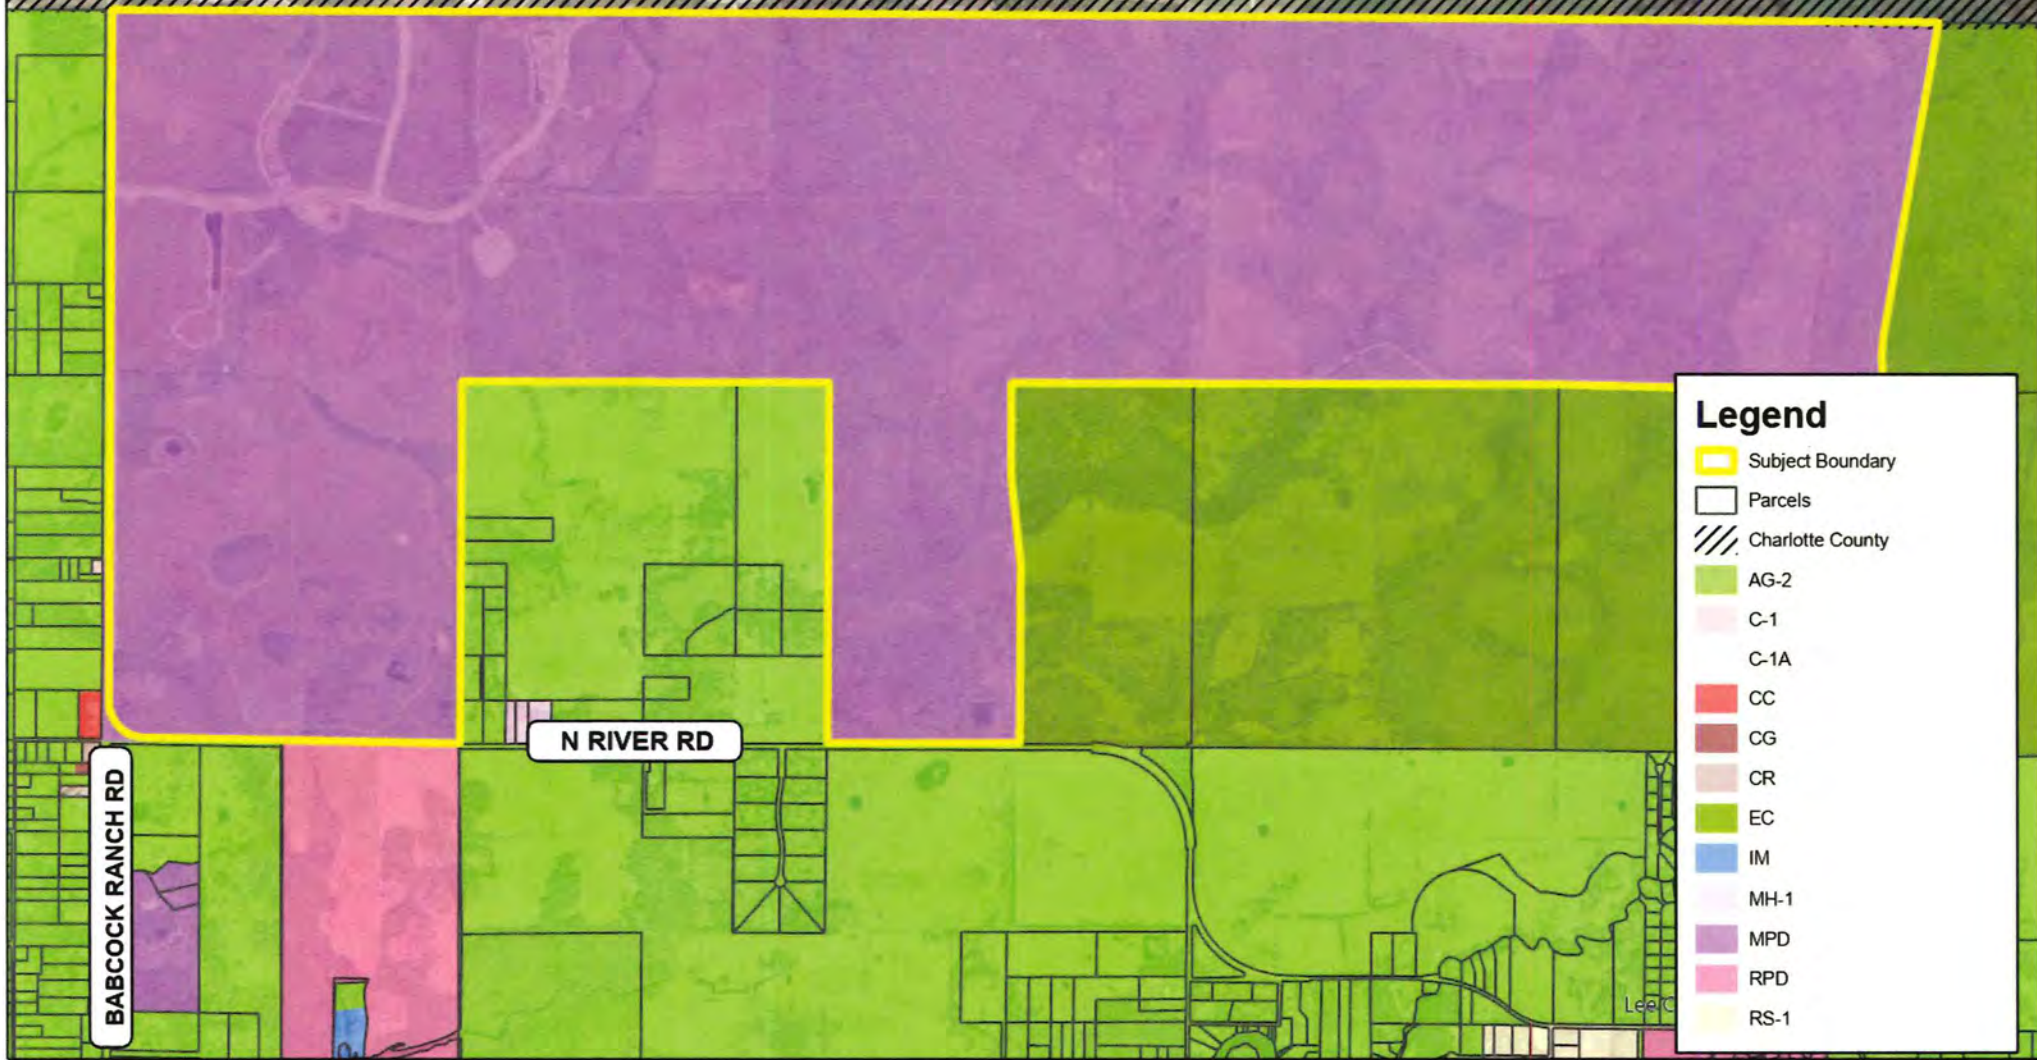 Legend
Subject Boundary
Parcels
Charlotte County
AG-2
C-1
C-1A
CC
CG
CR
EC
IM
MH-1
MPD
RPD
RS-1
N RIVER RD
BABCOCK RANCH RD
Lee C